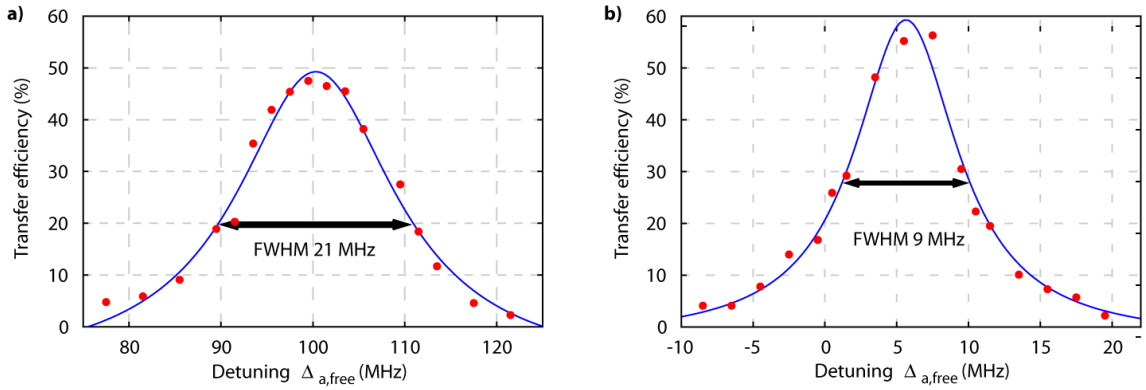 a)
Transfer efficiency (%)
60
50
40
30
20
10
0
FWHM 21 MHz
80 90 100 110 120
Detuning Δ a,free (MHz)
b)
Transfer efficiency (%)
60
50
40
30
20
10
0
FWHM 9 MHz
-10 -5 0 5 10 15 20
Detuning Δ a,free (MHz)